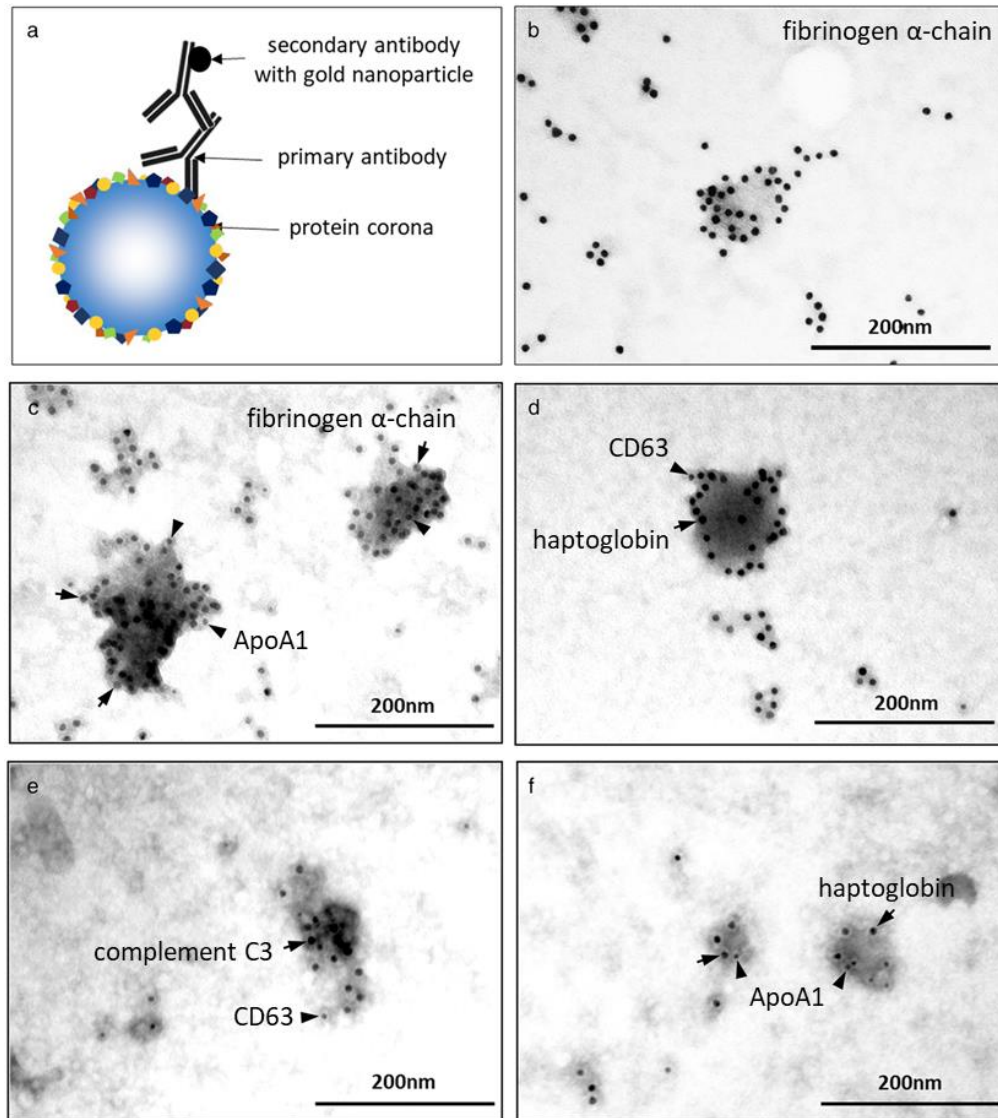 a
secondary antibody
with gold nanoparticle
primary antibody
protein corona
b
fibrinogen α-chain
200nm
c
fibrinogen α-chain
ApoA1
200nm
d
CD63
haptoglobin
200nm
e
complement C3
CD63
200nm
f
haptoglobin
ApoA1
200nm